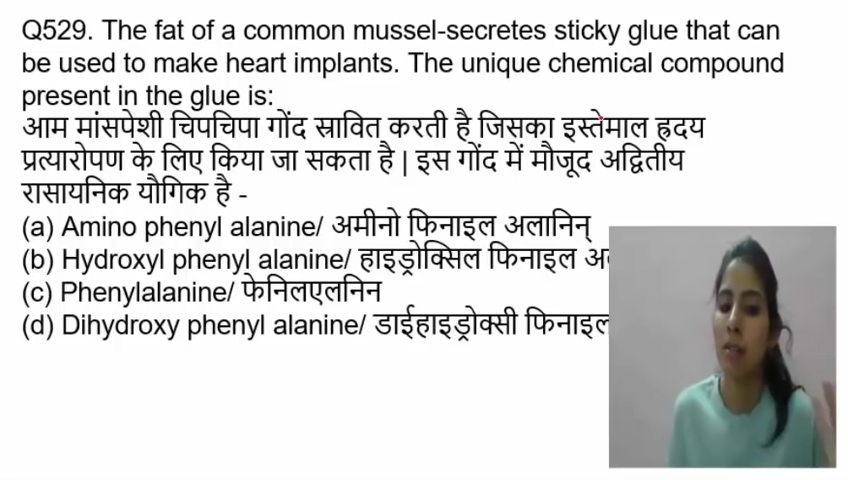 Q529. The fat of a common mussel-secretes sticky glue that can
be used to make heart implants. The unique chemical compound
present in the glue is:
आम मांसपेशी चिपचिपा गोंद स्रावित करती है जिसका इस्तेमाल ह्रदय
प्रत्यारोपण के लिए किया जा सकता है | इस गोंद में मौजूद अद्वितीय
रासायनिक यौगिक है -
(a) Amino phenyl alanine/ अमीनो फिनाइल अलानिन्
(b) Hydroxyl phenyl alanine/ हाइड्रोक्सिल फिनाइल
(c) Phenylalanine/ फेनिलएलनिन
(d) Dihydroxy phenyl alanine/ डाईहाइड्रोक्सी फिनाइल